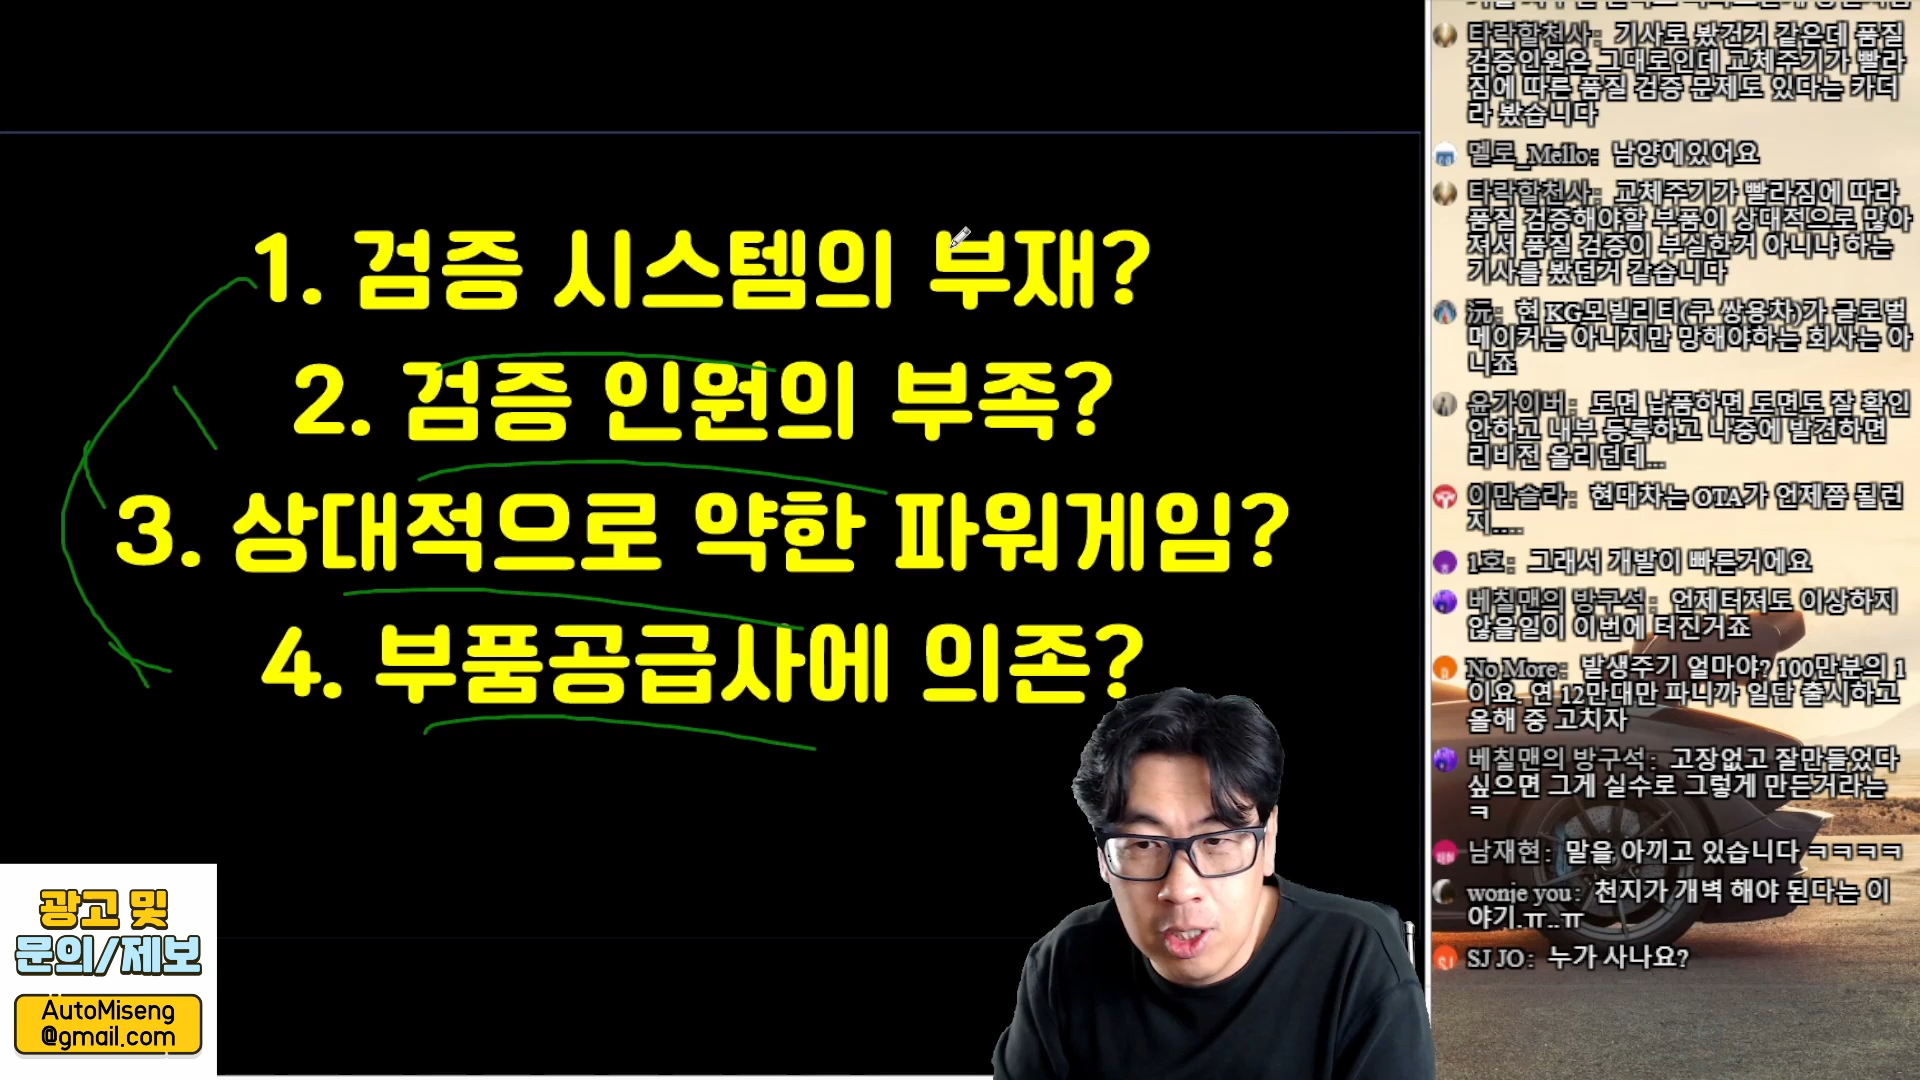 1. 검증 시스템의 부재?
2. 검증 인원의 부족?
3. 상대적으로 약한 파워게임?
4. 부품공급사에 의존?
광고 및
문의/제보
AutoMiseng
@gmail.com
타락할천사: 기사로 봤건거 같은데 품질
검증인원은 그대로인데 교체주기가 빨라
짐에 따른 품질 검증 문제도 있다는 카더
라 봤습니다
멜로_Mello: 남양에있어요
타락할천사: 교체주기가 빨라짐에 따라
품질 검증해야할 부품이 상대적으로 많아
져서 품질 검증이 부실한거 아니냐 하는
기사를 봤던거 같습니다
沅: 현 KG모빌리티(구 쌍용차)가 글로벌
메이커는 아니지만 망해야하는 회사는 아
니죠
윤가이버: 도면 납품하면 도면도 잘 확인
안하고 내부 등록하고 나중에 발견하면
리비전 올리던데...
이만슬라: 현대차는 OTA가 언제쯤 될런
지....
1호: 그래서 개발이 빠른거에요
베칠맨의 방구석: 언제터져도 이상하지
않을일이 이번에 터진거죠
No More: 발생주기 얼마야? 100만분의 1
이요. 연 12만대만 파니까 일단 출시하고
올해 중 고치자
베칠맨의 방구석: 고장없고 잘만들었다
싶으면 그게 실수로 그렇게 만든거라는
ㅋ
남재현: 말을 아끼고 있습니다 ㅋㅋㅋㅋ
wonje you: 천지가 개벽 해야 된다는 이
야기.ㅠ..ㅠ
SJ JO: 누가 사나요?